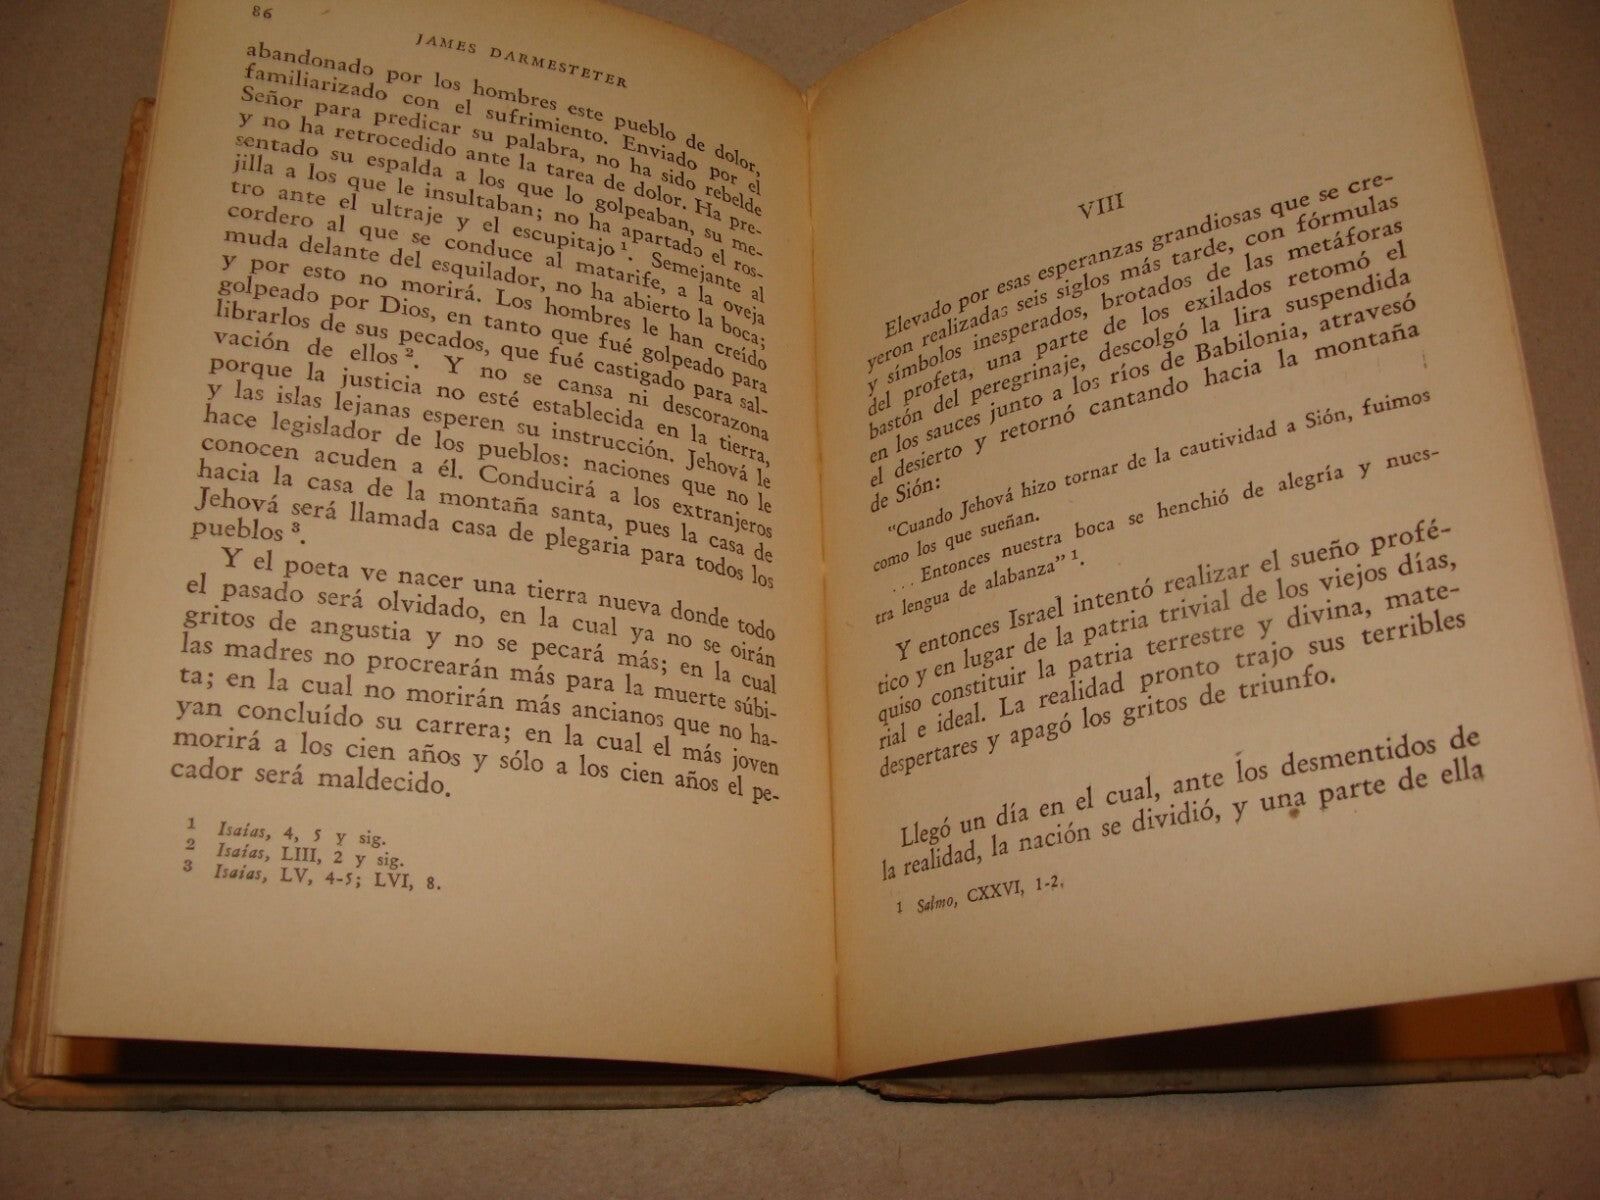 86
JAMES DARMESTETER
abandonado por los hombres este pueblo de dolor,
familiarizado con el sufrimiento. Enviado por el
Señor para predicar su palabra, no ha sido rebelde
y no ha retrocedido ante la tarea de dolor. Ha pre-
sentado su espalda a los que lo golpeaban, su me-
jilla a los que le insultaban; no ha apartado el ros-
tro ante el ultraje y el escupitajo 1. Semejante al
cordero al que se conduce al matarife, a la oveja
muda delante del esquilador, no ha abierto la boca;
y por esto no morirá. Los hombres le han creído
golpeado por Dios, en tanto que fué golpeado para
librarlos de sus pecados, que fué castigado para sal-
vación de ellos 2. Y no se cansa ni descorazona
porque la justicia no esté establecida en la tierra,
y las islas lejanas esperen su instrucción. Jehová le
hace legislador de los pueblos: naciones que no le
conocen acuden a él. Conducirá a los extranjeros
hacia la casa de la montaña santa, pues la casa de
Jehová será llamada casa de plegaria para todos los
pueblos 3.
Y el poeta ve nacer una tierra nueva donde todo
el pasado será olvidado, en la cual ya no se oirán
gritos de angustia y no se pecará más; en la cual
las madres no procrearán más para la muerte súbi-
ta; en la cual no morirán más ancianos que no ha-
yan concluído su carrera; en la cual el más joven
morirá a los cien años y sólo a los cien años el pe-
cador será maldecido.
1 Isaías, 4, 5 y sig.
2 Isaías, LIII, 2 y sig.
3 Isaías, LV, 4-5; LVI, 8.
VIII
Elevado por esas esperanzas grandiosas que se cre-
yeron realizadas seis siglos más tarde, con fórmulas
y símbolos inesperados, brotados de las metáforas
del profeta, una parte de los exilados retomó el
bastón del peregrinaje, descolgó la lira suspendida
en los sauces junto a los ríos de Babilonia, atravesó
el desierto y retornó cantando hacia la montaña
de Sión:
"Cuando Jehová hizo tornar de la cautividad a Sión, fuimos
como los que sueñan.
... Entonces nuestra boca se henchió de alegría y nues-
tra lengua de alabanza" 1.
Y entonces Israel intentó realizar el sueño profé-
tico y en lugar de la patria trivial de los viejos días,
quiso constituir la patria terrestre y divina, mate-
rial e ideal. La realidad pronto trajo sus terribles
despertares y apagó los gritos de triunfo.
Llegó un día en el cual, ante los desmentidos de
la realidad, la nación se dividió, y una parte de ella
1 Salmo, CXXVI, 1-2.